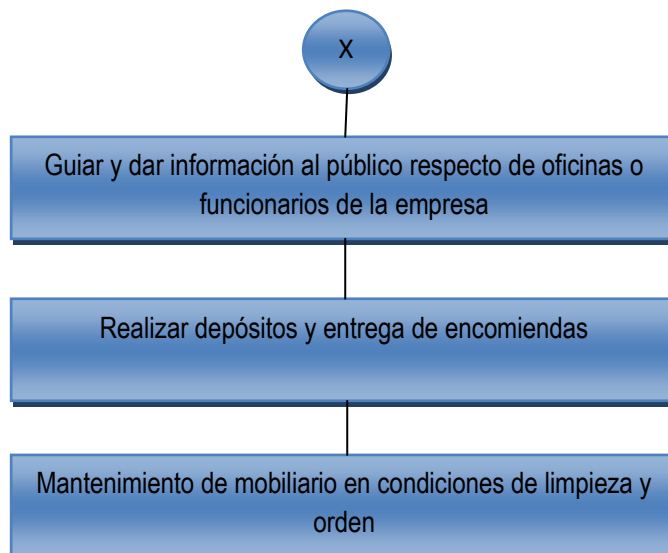 X
Guiar y dar información al público respecto de oficinas o
funcionarios de la empresa
Realizar depósitos y entrega de encomiendas
Mantenimiento de mobiliario en condiciones de limpieza y
orden